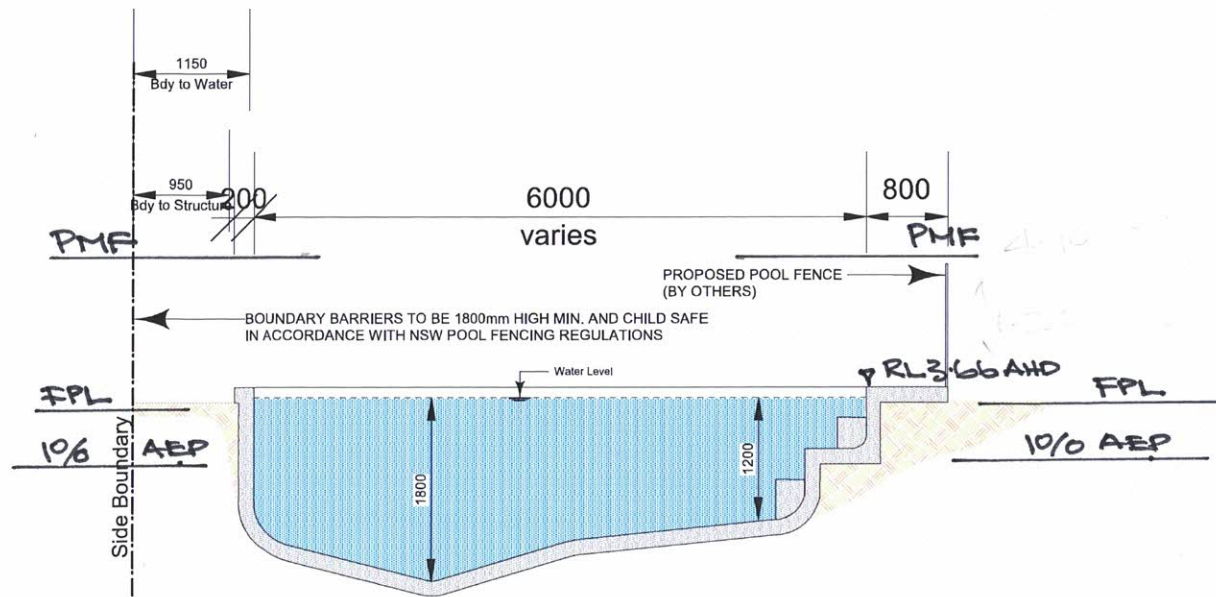 1150
Bdy to Water
950
Bdy to Structure
200
6000
varies
800
PMF
PMF
PROPOSED POOL FENCE
(BY OTHERS)
BOUNDARY BARRIERS TO BE 1800mm HIGH MIN. AND CHILD SAFE
IN ACCORDANCE WITH NSW POOL FENCING REGULATIONS
Water Level
RL3.66 AHD
FPL
FPL
1% AEP
1% AEP
1800
1200
Side Boundary